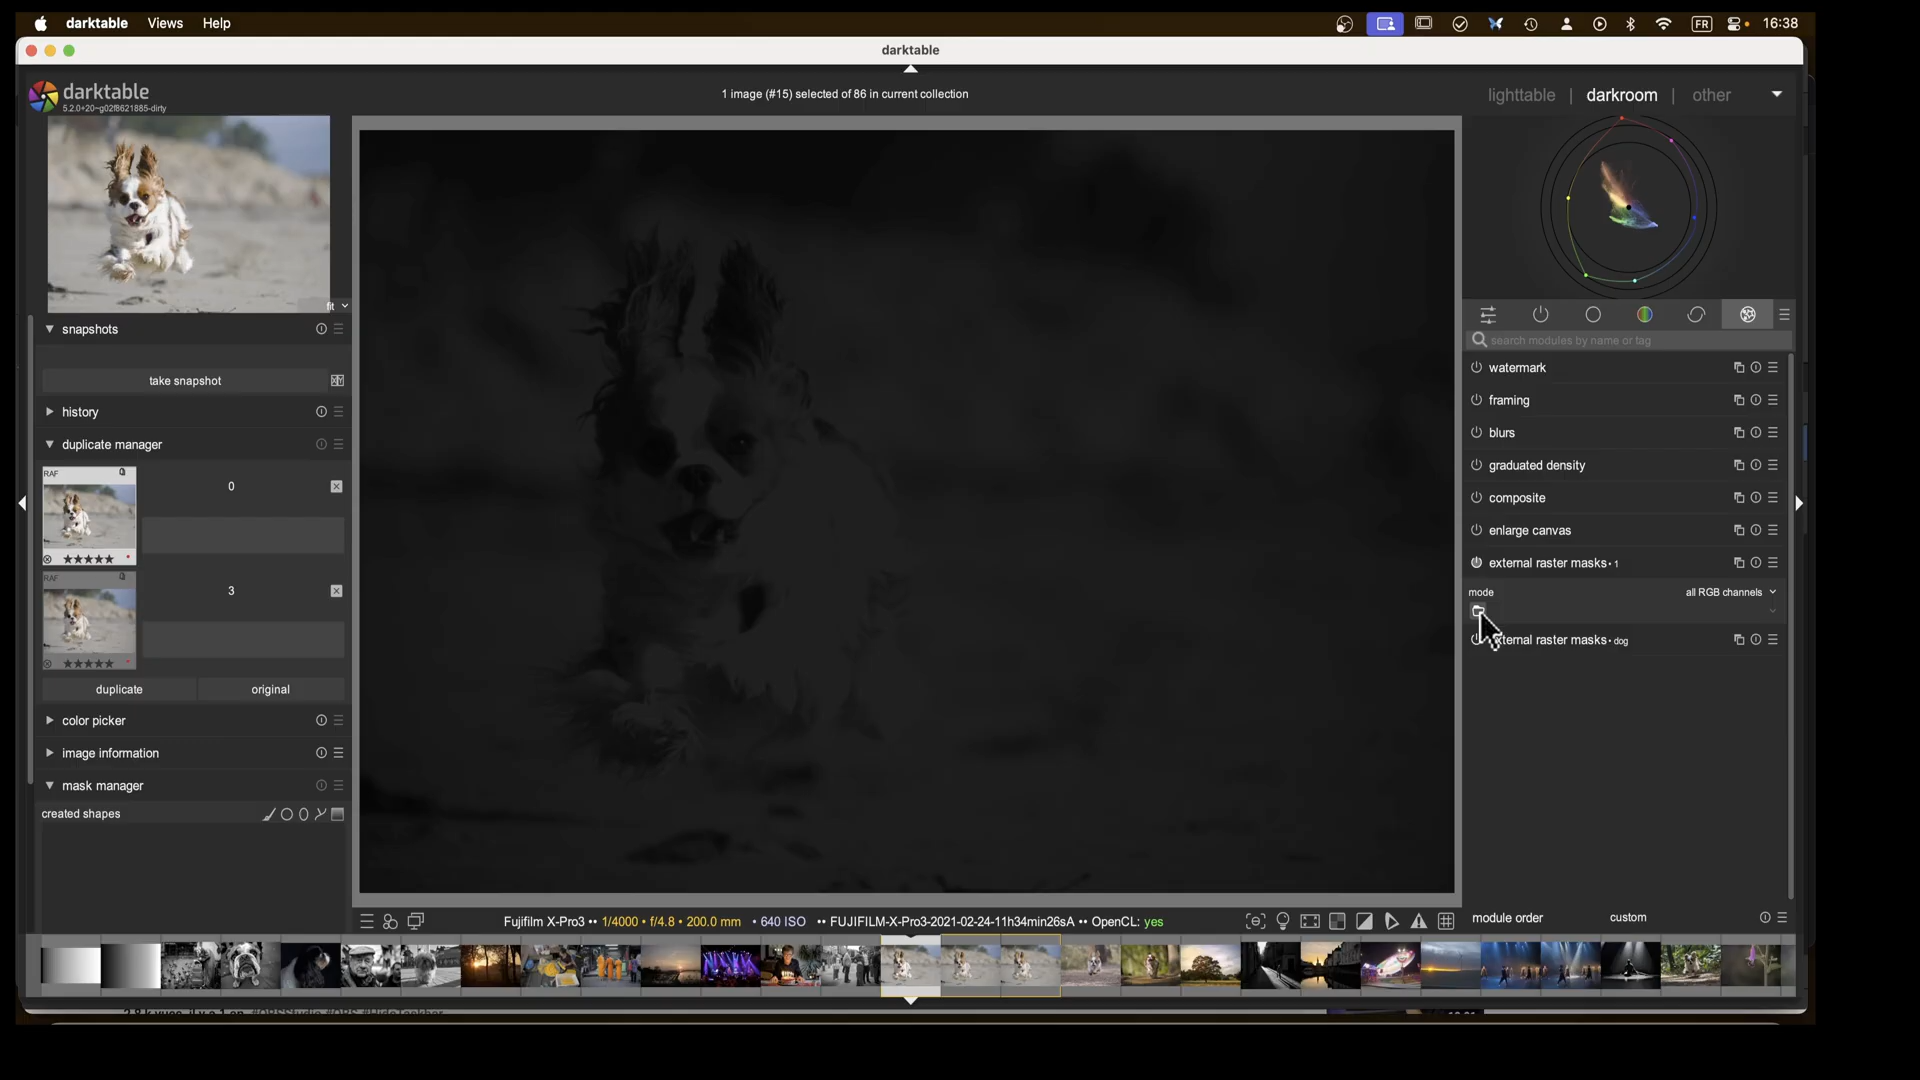 darktable Views Help
FR 16:38
darktable
darktable
5.2.0+20~g02f8621885-dirty
1 image (#15) selected of 86 in current collection
lighttable | darkroom | other
fit
snapshots
take snapshot
history
duplicate manager
RAF
0
RAF
3
duplicate original
color picker
image information
mask manager
created shapes
search modules by name or tag
watermark
framing
blurs
graduated density
composite
enlarge canvas
external raster masks • 1
mode all RGB channels
ternal raster masks • dog
Fujifilm X-Pro3 •• 1/4000 • f/4.8 • 200.0 mm • 640 ISO •• FUJIFILM-X-Pro3-2021-02-24-11h34min26sA •• OpenCL: yes
module order custom